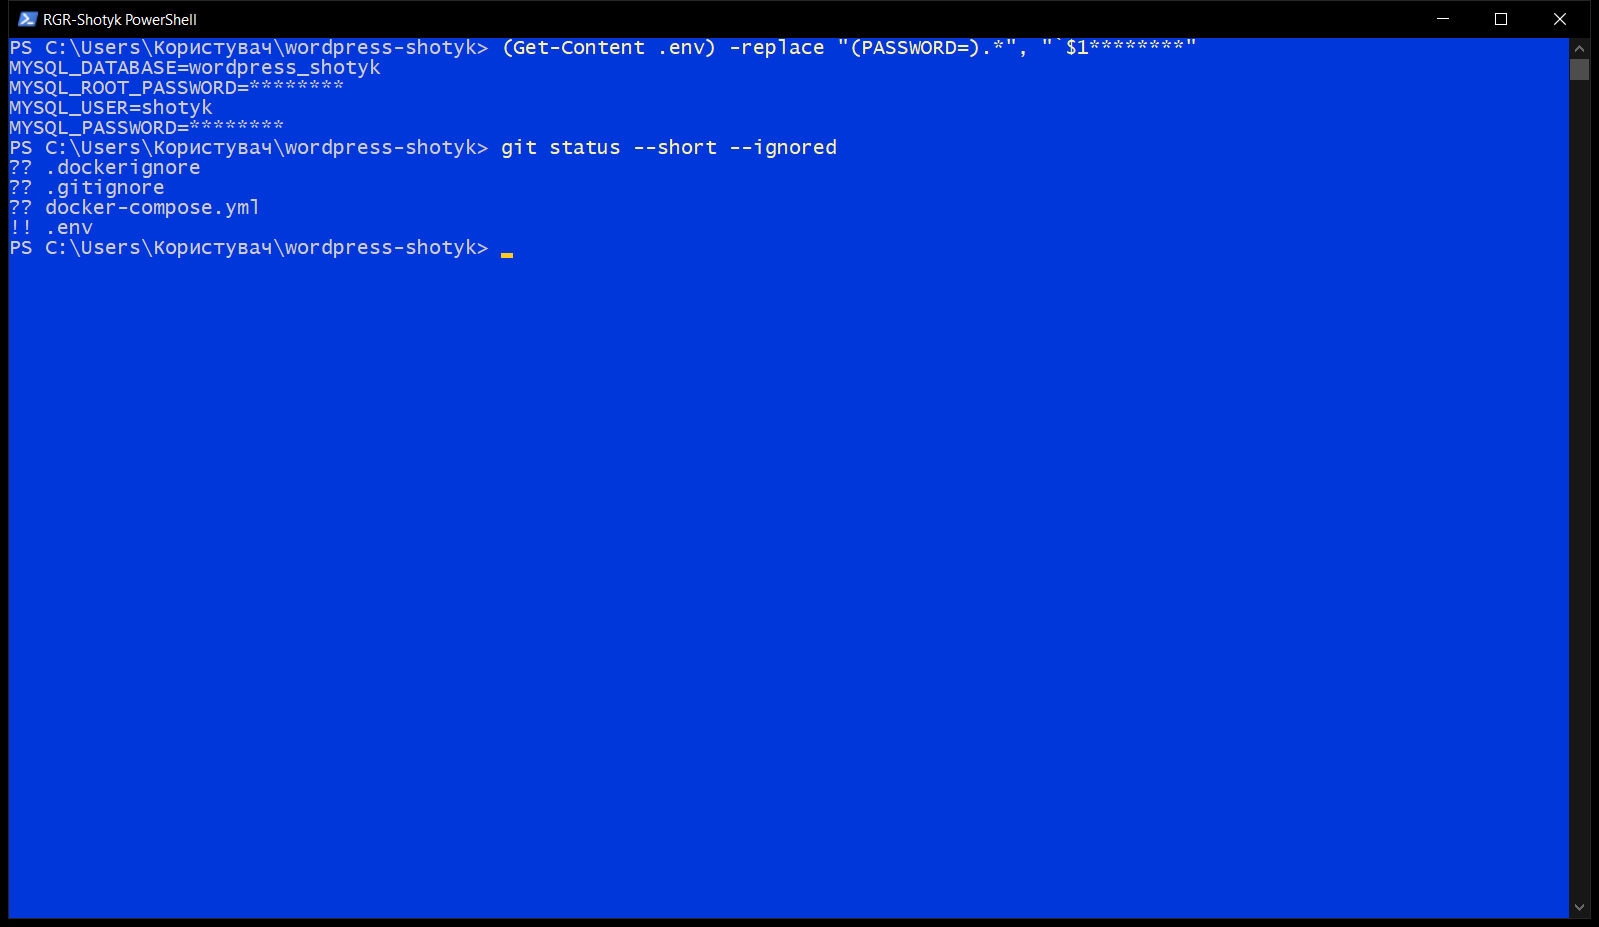 RGR-Shotyk PowerShell
PS C:\Users\Користувач\wordpress-shotyk> (Get-Content .env) -replace "(PASSWORD=).*", "`$1********"
MYSQL_DATABASE=wordpress_shotyk
MYSQL_ROOT_PASSWORD=********
MYSQL_USER=shotyk
MYSQL_PASSWORD=********
PS C:\Users\Користувач\wordpress-shotyk> git status --short --ignored
?? .dockerignore
?? .gitignore
?? docker-compose.yml
!! .env
PS C:\Users\Користувач\wordpress-shotyk>